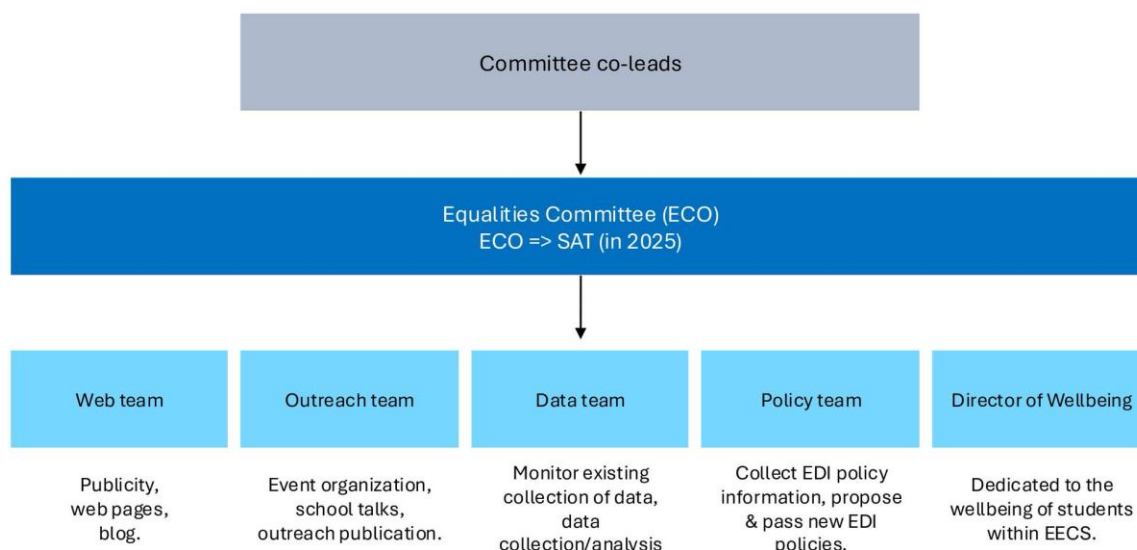 Committee co-leads
Equalities Committee (ECO)
ECO => SAT (in 2025)
Web team
Outreach team
Data team
Policy team
Director of Wellbeing
Publicity,
web pages,
blog.
Event organization,
school talks,
outreach publication.
Monitor existing
collection of data,
data
collection/analysis
Collect EDI policy
information, propose
& pass new EDI
policies.
Dedicated to the
wellbeing of students
within EECS.